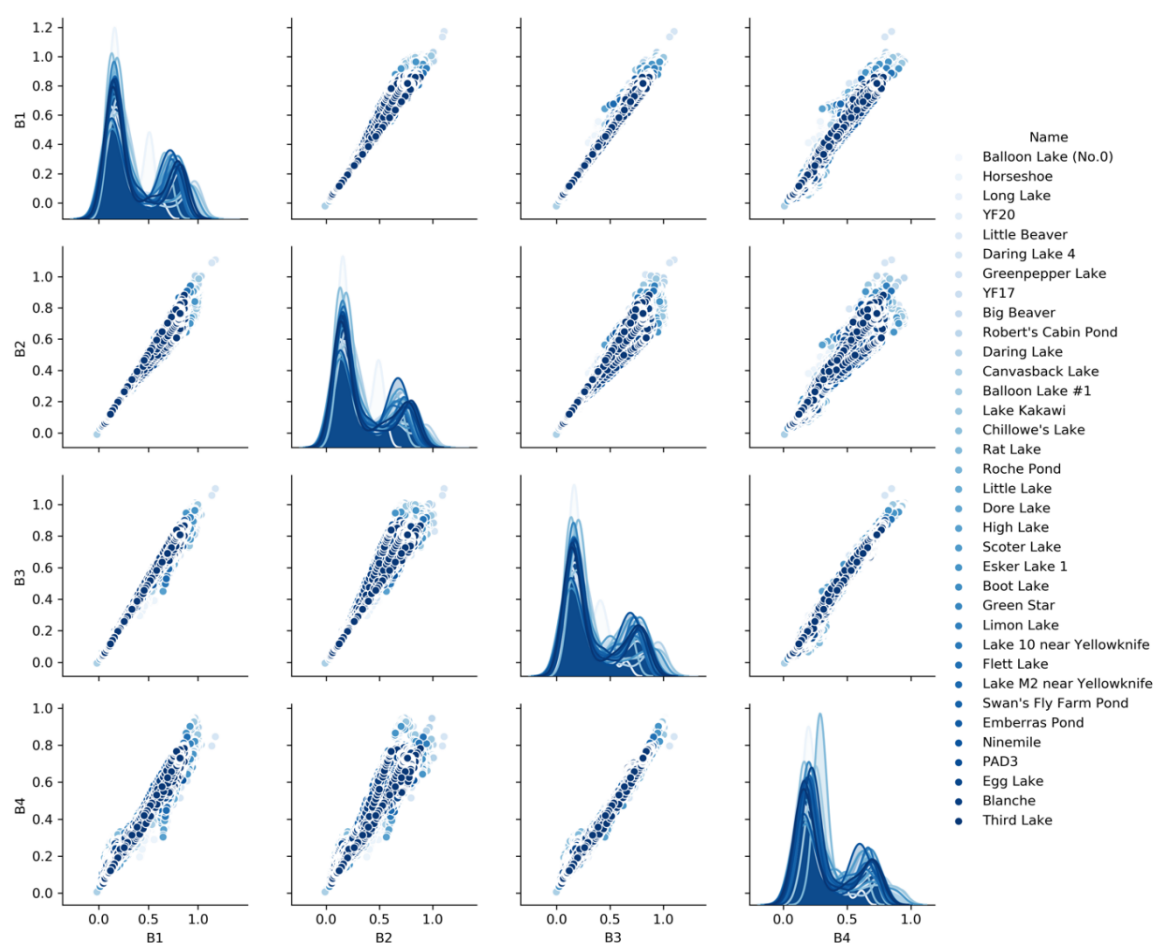 1.2
1.0
0.8
0.6
0.4
0.2
0.0
B1
1.0
0.8
0.6
0.4
0.2
0.0
B2
1.0
0.8
0.6
0.4
0.2
0.0
B3
1.0
0.8
0.6
0.4
0.2
0.0
B4
0.0 0.5 1.0
B1
0.0 0.5 1.0
B2
0.0 0.5 1.0
B3
0.0 0.5 1.0
B4
Name
Balloon Lake (No.0)
Horseshoe
Long Lake
YF20
Little Beaver
Daring Lake 4
Greenpepper Lake
YF17
Big Beaver
Robert's Cabin Pond
Daring Lake
Canvasback Lake
Balloon Lake #1
Lake Kakawi
Chillowe's Lake
Rat Lake
Roche Pond
Little Lake
Dore Lake
High Lake
Scoter Lake
Esker Lake 1
Boot Lake
Green Star
Limon Lake
Lake 10 near Yellowknife
Flett Lake
Lake M2 near Yellowknife
Swan's Fly Farm Pond
Emberras Pond
Ninemile
PAD3
Egg Lake
Blanche
Third Lake